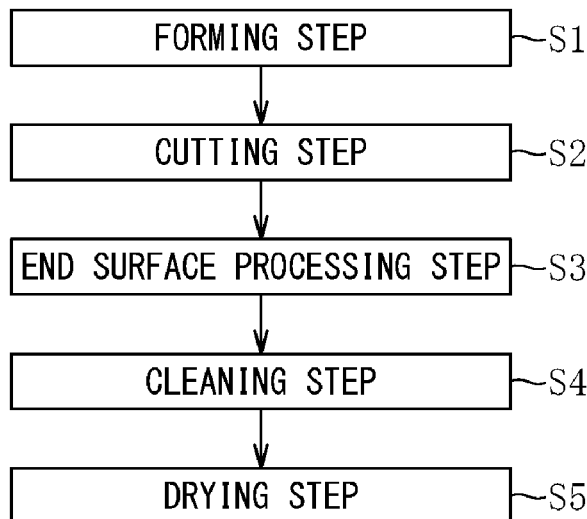 FORMING STEP S1
CUTTING STEP S2
END SURFACE PROCESSING STEP S3
CLEANING STEP S4
DRYING STEP S5